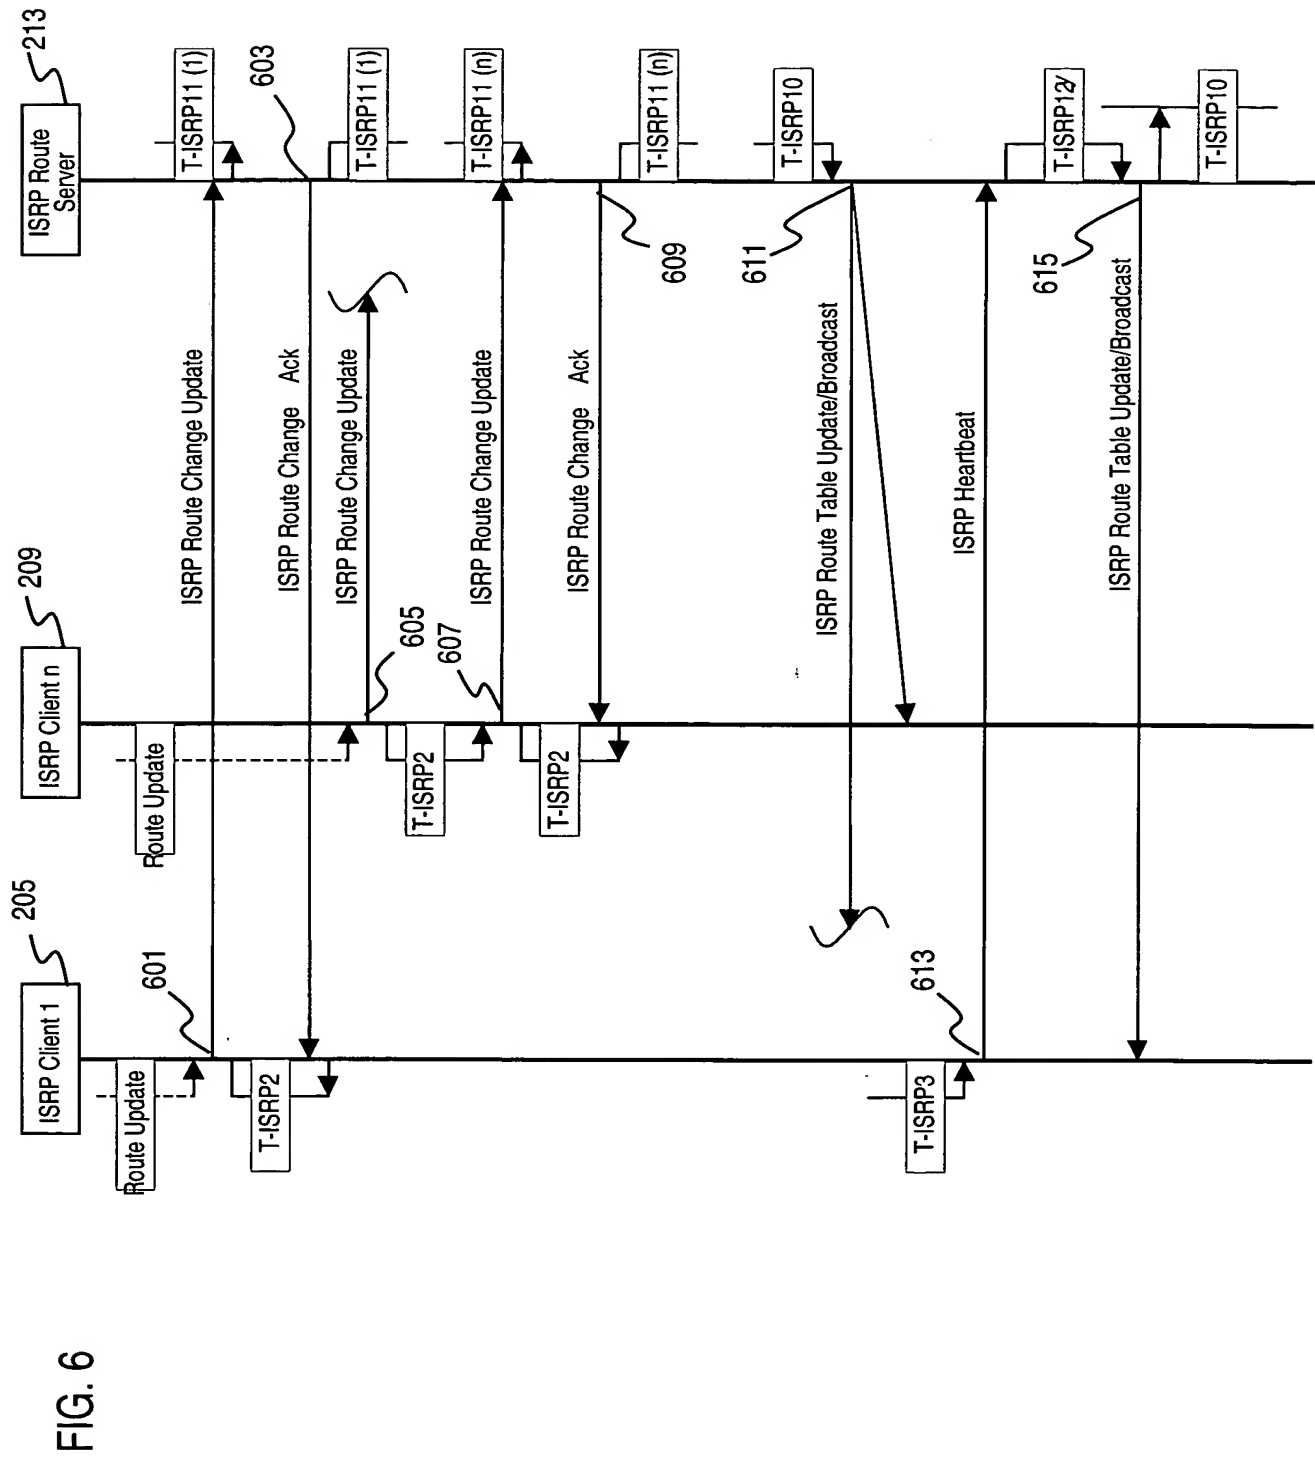 FIG. 6
ISRP Client 1
205
ISRP Client n
209
ISRP Route
Server
213
Route Update
Route Update
601
ISRP Route Change Update
T-ISRP11 (1)
T-ISRP2
ISRP Route Change Ack
603
ISRP Route Change Update
T-ISRP11 (1)
605
T-ISRP2
607
ISRP Route Change Update
T-ISRP11 (n)
T-ISRP2
ISRP Route Change Ack
609
T-ISRP11 (n)
T-ISRP10
611
ISRP Route Table Update/Broadcast
T-ISRP3
613
ISRP Heartbeat
T-ISRP12y
615
ISRP Route Table Update/Broadcast
T-ISRP10